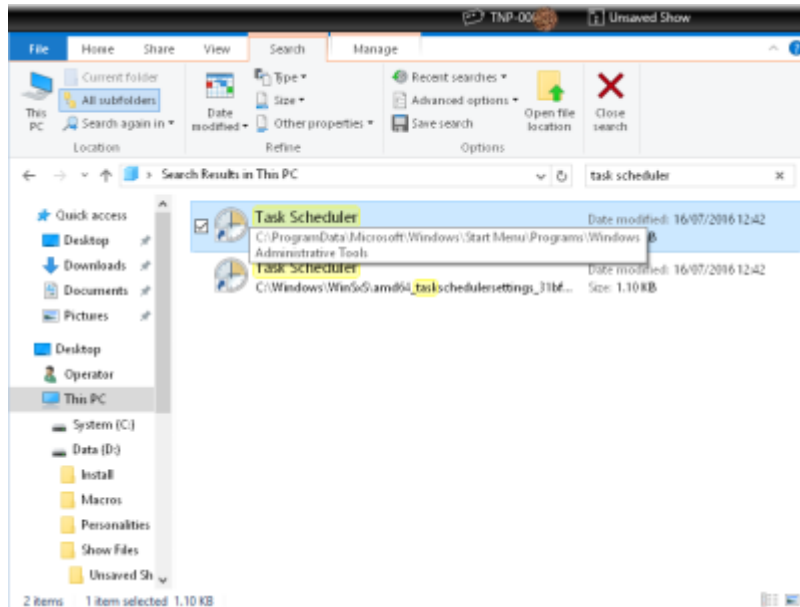 Unsaved Show
File Home Share View Search Manage
This PC
Current folder
All subfolders
Search again in
Location
Date modified
Type
Size
Other properties
Refine
Recent searches
Advanced options
Save search
Options
Open file location
Close search
Search Results in This PC
task scheduler
Quick access
Desktop
Downloads
Documents
Pictures
Desktop
Operator
This PC
System (C:)
Data (D:)
Install
Macros
Personalities
Show Files
Unsaved Sh
Task Scheduler
Date modified: 16/07/2016 12:42
C:\ProgramData\Microsoft\Windows\Start Menu\Programs\Windows
Administrative Tools
Task Scheduler
Date modified: 16/07/2016 12:42
C:\Windows\WinSxS\amd64_taskschedulersettings_31bf...
Size: 1.10 KB
2 items 1 item selected 1.10 KB